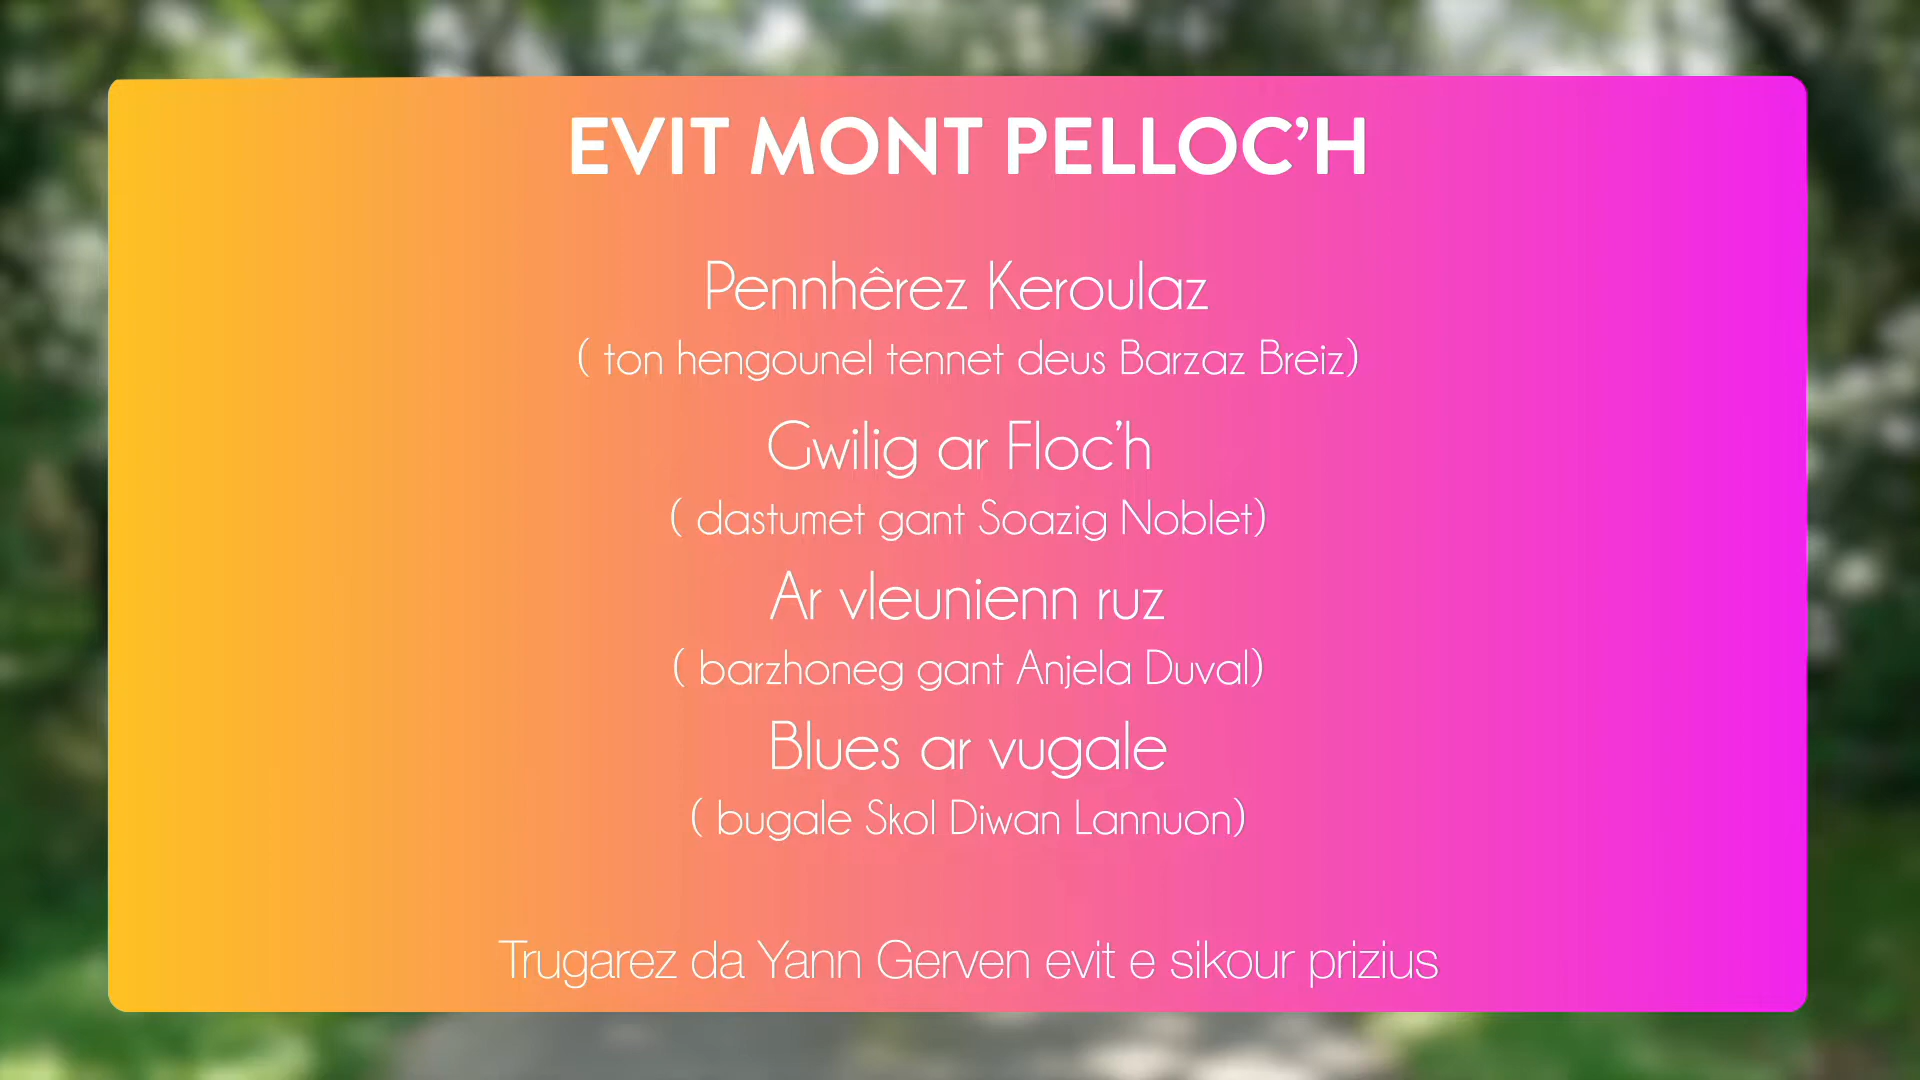 EVIT MONT PELLOC’H
Pennhêrez Keroulaz
( ton hengounel tennet deus Barzaz Breiz)
Gwilig ar Floc’h
( dastumet gant Soazig Noblet)
Ar vleunienn ruz
( barzhoneg gant Anjela Duval)
Blues ar vugale
( bugale Skol Diwan Lannuon)
Trugarez da Yann Gerven evit e sikour prizius